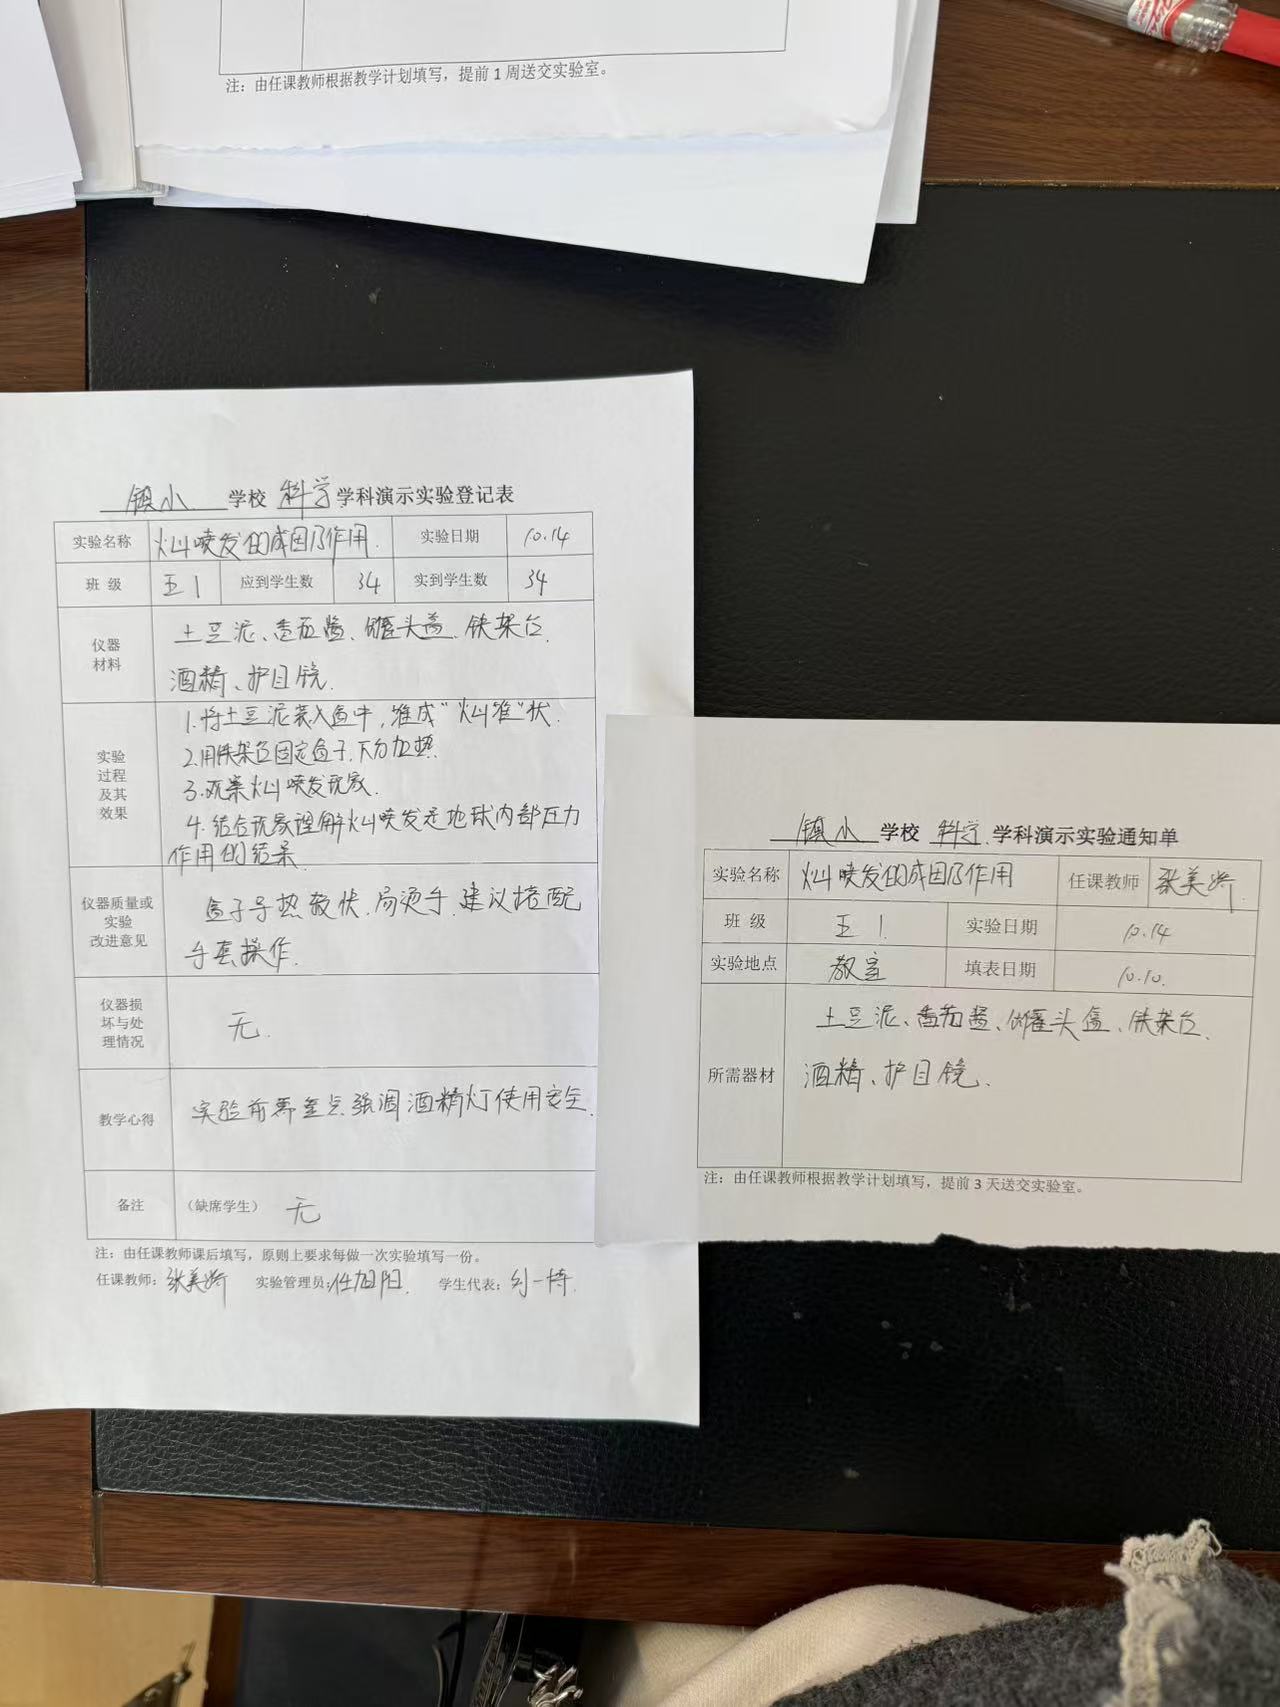 注：由任课教师根据教学计划填写，提前 1 周送交实验室。
镇小 学校 科学 学科演示实验登记表
实验名称 火山喷发的成因及作用 实验日期 10.14
班 级 五1 应到学生数 34 实到学生数 34
仪器材料 土豆泥、番茄酱、罐头盖、铁架台、
酒精、护目镜.
实验过程及其效果 1.将土豆泥装入盒中，堆成“火山堆”状.
2.用铁架台固定盒子.下方加热.
3.观察火山喷发现象.
4.结合现象理解火山喷发是地球内部压力
作用的结果
仪器质量或实验改进意见 盒子导热较快.易烫手.建议搭配
手套操作.
仪器损坏与处理情况 无.
教学心得 实验前需重点强调酒精灯使用安全.
备注 （缺席学生） 无
注：由任课教师课后填写，原则上要求每做一次实验填写一份。
任课教师：张美娇 实验管理员：任旭阳. 学生代表：刘一 .
镇小 学校 科学. 学科演示实验通知单
实验名称 火山喷发的成因及作用 任课教师 张美娇
班 级 五1. 实验日期 10.14
实验地点 教室 填表日期 10.10.
所需器材 土豆泥、番茄酱、罐头盒、铁架台、
酒精、护目镜.
注：由任课教师根据教学计划填写，提前 3 天送交实验室。